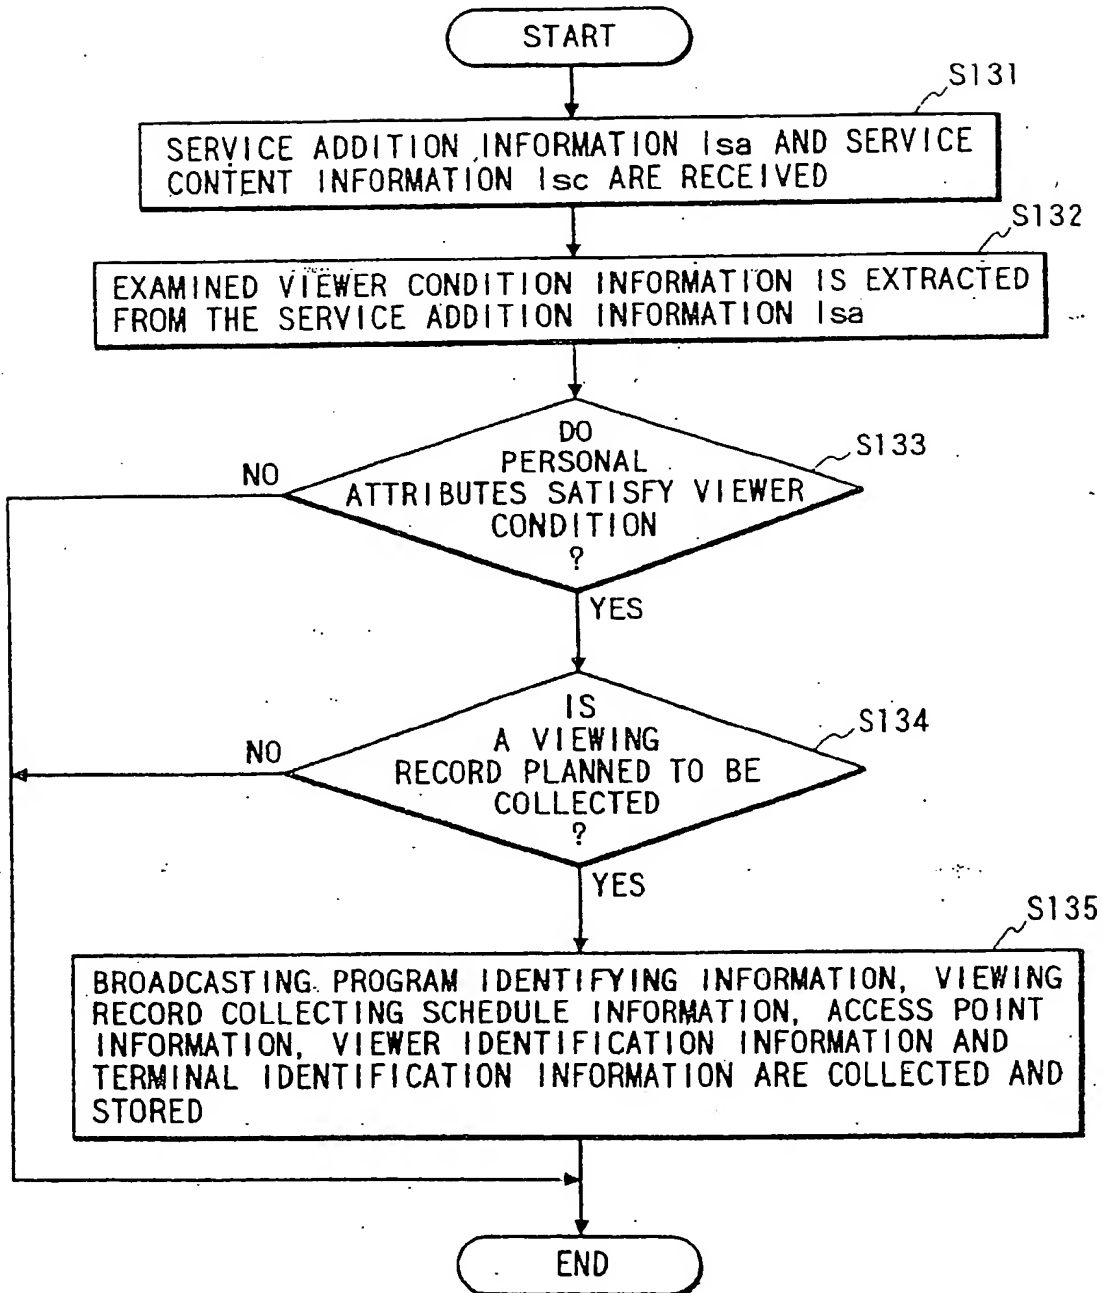 START
S131
SERVICE ADDITION INFORMATION Isa AND SERVICE
CONTENT INFORMATION Isc ARE RECEIVED
S132
EXAMINED VIEWER CONDITION INFORMATION IS EXTRACTED
FROM THE SERVICE ADDITION INFORMATION Isa
S133
DO
PERSONAL
ATTRIBUTES SATISFY VIEWER
CONDITION
?
NO
YES
S134
IS
A VIEWING
RECORD PLANNED TO BE
COLLECTED
?
NO
YES
S135
BROADCASTING PROGRAM IDENTIFYING INFORMATION, VIEWING
RECORD COLLECTING SCHEDULE INFORMATION, ACCESS POINT
INFORMATION, VIEWER IDENTIFICATION INFORMATION AND
TERMINAL IDENTIFICATION INFORMATION ARE COLLECTED AND
STORED
END